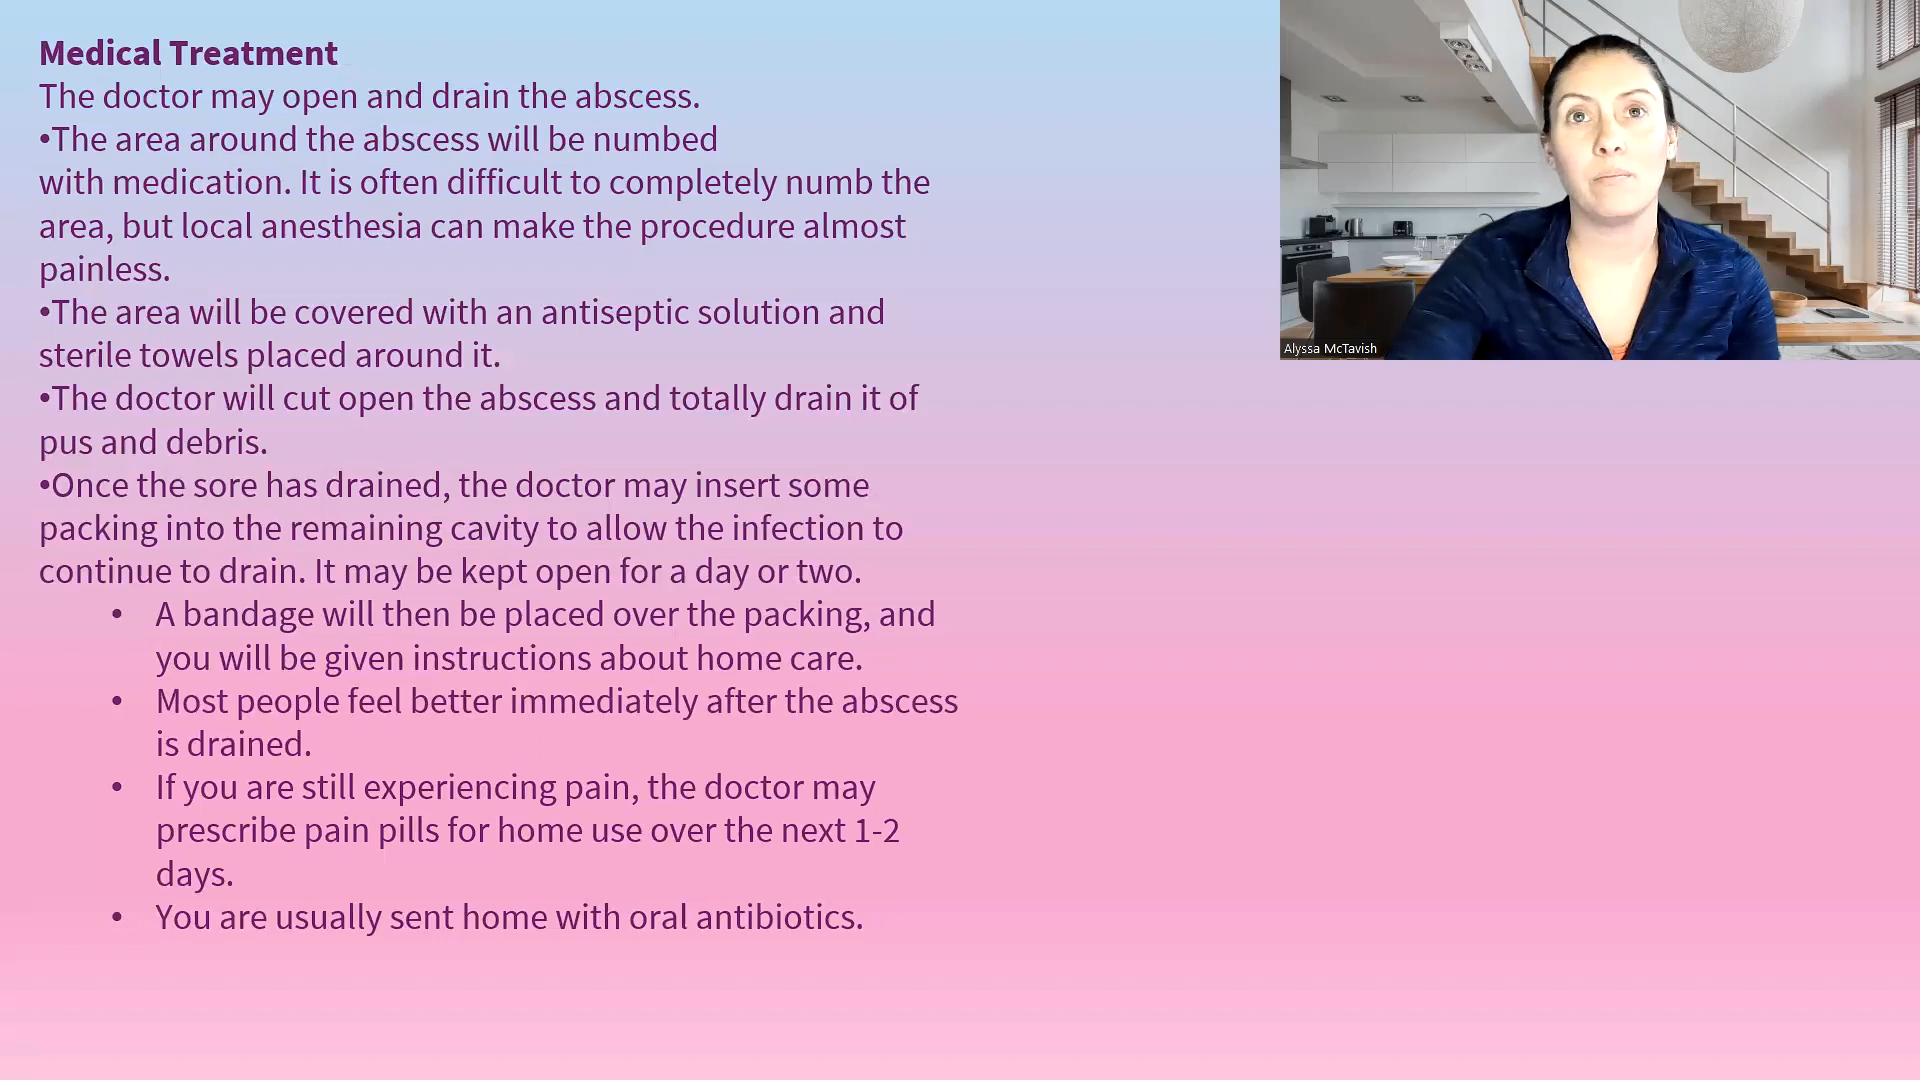 Medical Treatment
The doctor may open and drain the abscess.
•The area around the abscess will be numbed
with medication. It is often difficult to completely numb the
area, but local anesthesia can make the procedure almost
painless.
•The area will be covered with an antiseptic solution and
sterile towels placed around it.
•The doctor will cut open the abscess and totally drain it of
pus and debris.
•Once the sore has drained, the doctor may insert some
packing into the remaining cavity to allow the infection to
continue to drain. It may be kept open for a day or two.
• A bandage will then be placed over the packing, and
you will be given instructions about home care.
• Most people feel better immediately after the abscess
is drained.
• If you are still experiencing pain, the doctor may
prescribe pain pills for home use over the next 1-2
days.
• You are usually sent home with oral antibiotics.
Alyssa McTavish